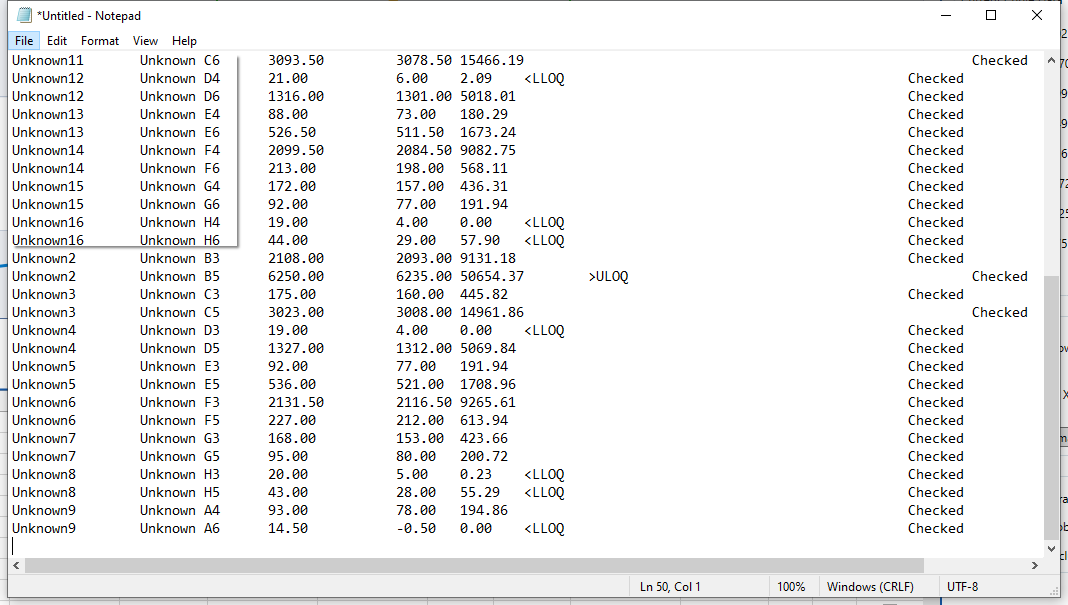 *Untitled - Notepad
File Edit Format View Help
Unknown11 Unknown C6 3093.50 3078.50 15466.19 Checked
Unknown12 Unknown D4 21.00 6.00 2.09 <LLOQ Checked
Unknown12 Unknown D6 1316.00 1301.00 5018.01 Checked
Unknown13 Unknown E4 88.00 73.00 180.29 Checked
Unknown13 Unknown E6 526.50 511.50 1673.24 Checked
Unknown14 Unknown F4 2099.50 2084.50 9082.75 Checked
Unknown14 Unknown F6 213.00 198.00 568.11 Checked
Unknown15 Unknown G4 172.00 157.00 436.31 Checked
Unknown15 Unknown G6 92.00 77.00 191.94 Checked
Unknown16 Unknown H4 19.00 4.00 0.00 <LLOQ Checked
Unknown16 Unknown H6 44.00 29.00 57.90 <LLOQ Checked
Unknown2 Unknown B3 2108.00 2093.00 9131.18 Checked
Unknown2 Unknown B5 6250.00 6235.00 50654.37 >ULOQ Checked
Unknown3 Unknown C3 175.00 160.00 445.82 Checked
Unknown3 Unknown C5 3023.00 3008.00 14961.86 Checked
Unknown4 Unknown D3 19.00 4.00 0.00 <LLOQ Checked
Unknown4 Unknown D5 1327.00 1312.00 5069.84 Checked
Unknown5 Unknown E3 92.00 77.00 191.94 Checked
Unknown5 Unknown E5 536.00 521.00 1708.96 Checked
Unknown6 Unknown F3 2131.50 2116.50 9265.61 Checked
Unknown6 Unknown F5 227.00 212.00 613.94 Checked
Unknown7 Unknown G3 168.00 153.00 423.66 Checked
Unknown7 Unknown G5 95.00 80.00 200.72 Checked
Unknown8 Unknown H3 20.00 5.00 0.23 <LLOQ Checked
Unknown8 Unknown H5 43.00 28.00 55.29 <LLOQ Checked
Unknown9 Unknown A4 93.00 78.00 194.86 Checked
Unknown9 Unknown A6 14.50 -0.50 0.00 <LLOQ Checked
Ln 50, Col 1 100% Windows (CRLF) UTF-8